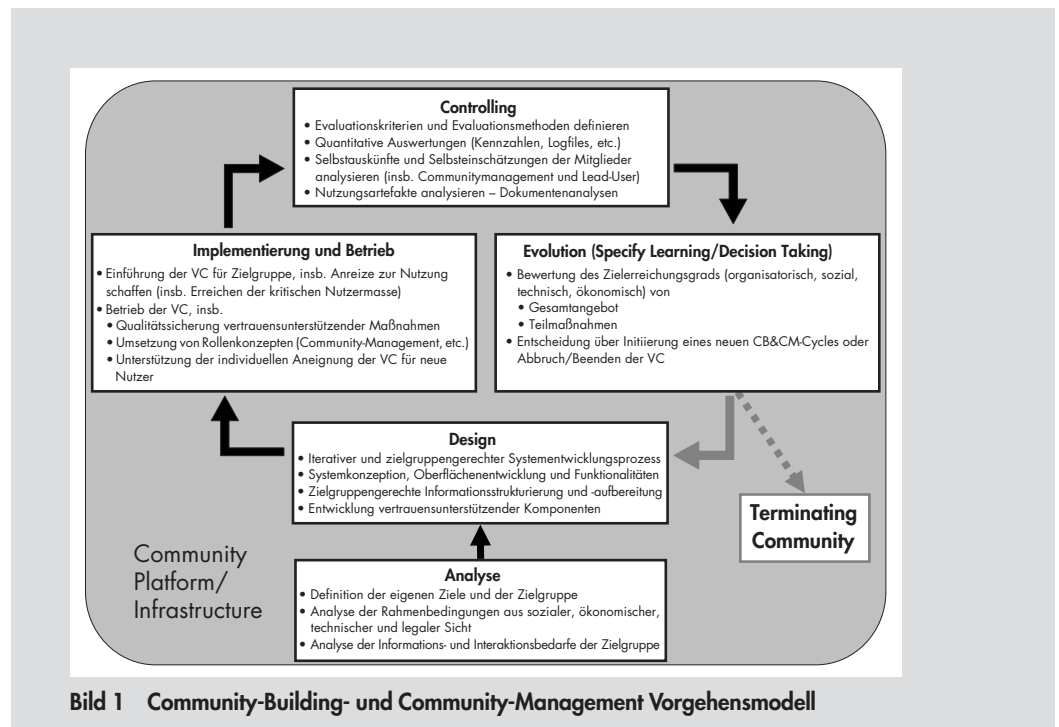 Controlling
• Evaluationskriterien und Evaluationsmethoden definieren
• Quantitative Auswertungen (Kennzahlen, Logfiles, etc.)
• Selbstauskünfte und Selbsteinschätzungen der Mitglieder
analysieren (insb. Communitymanagement und Lead-User)
• Nutzungsartefakte analysieren – Dokumentenanalysen
Implementierung und Betrieb
• Einführung der VC für Zielgruppe, insb. Anreize zur Nutzung
schaffen (insb. Erreichen der kritischen Nutzermasse)
• Betrieb der VC, insb.
• Qualitätssicherung vertrauensunterstützender Maßnahmen
• Umsetzung von Rollenkonzepten (Community-Management, etc.)
• Unterstützung der individuellen Aneignung der VC für neue
Nutzer
Evolution (Specify Learning/Decision Taking)
• Bewertung des Zielerreichungsgrads (organisatorisch, sozial,
technisch, ökonomisch) von
• Gesamtangebot
• Teilmaßnahmen
• Entscheidung über Initiierung eines neuen CB&CM-Cycles oder
Abbruch/Beenden der VC
Design
• Iterativer und zielgruppengerechter Systementwicklungsprozess
• Systemkonzeption, Oberflächenentwicklung und Funktionalitäten
• Zielgruppengerechte Informationsstrukturierung und -aufbereitung
• Entwicklung vertrauensunterstützender Komponenten
Terminating
Community
Community
Platform/
Infrastructure
Analyse
• Definition der eigenen Ziele und der Zielgruppe
• Analyse der Rahmenbedingungen aus sozialer, ökonomischer,
technischer und legaler Sicht
• Analyse der Informations- und Interaktionsbedarfe der Zielgruppe
Bild 1 Community-Building- und Community-Management Vorgehensmodell